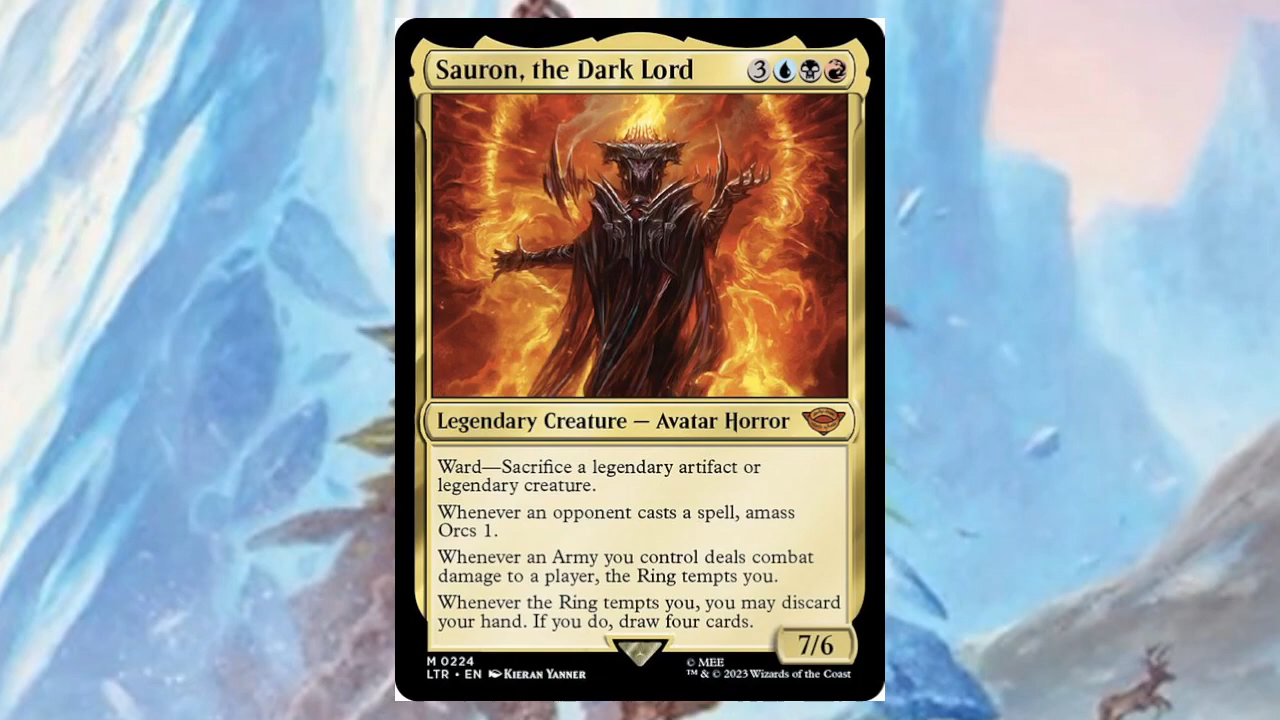 Sauron, the Dark Lord 3
Legendary Creature — Avatar Horror
Ward—Sacrifice a legendary artifact or
legendary creature.
Whenever an opponent casts a spell, amass
Orcs 1.
Whenever an Army you control deals combat
damage to a player, the Ring tempts you.
Whenever the Ring tempts you, you may discard
your hand. If you do, draw four cards.
7/6
M 0224
LTR • EN KIERAN YANNER
© MEE
™ & © 2023 Wizards of the Coast